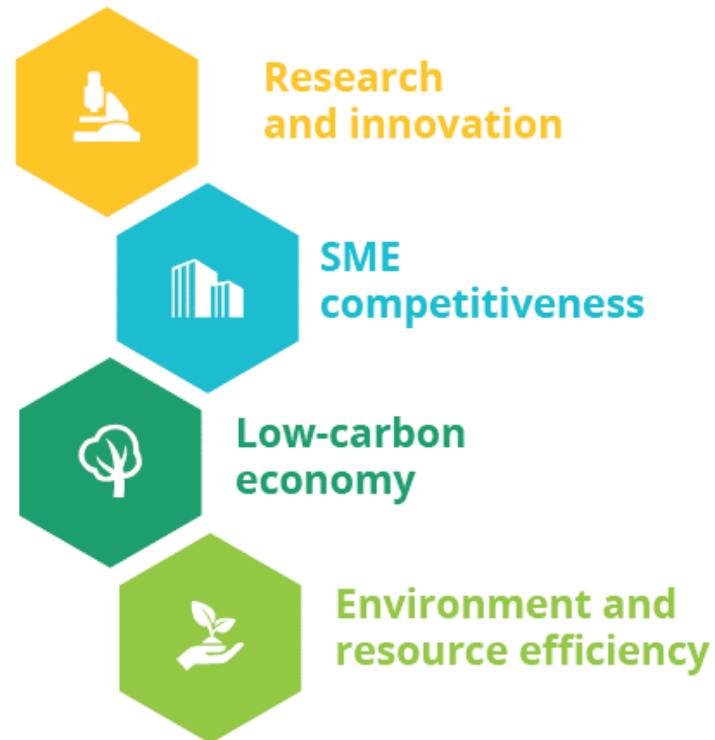 Research
and innovation
SME
competitiveness
Low-carbon
economy
Environment and
resource efficiency